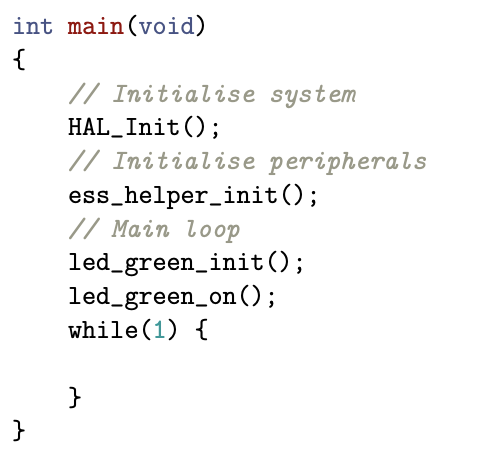 int main(void)
{
    // Initialise system
    HAL_Init();
    // Initialise peripherals
    ess_helper_init();
    // Main loop
    led_green_init();
    led_green_on();
    while(1) {

    }
}